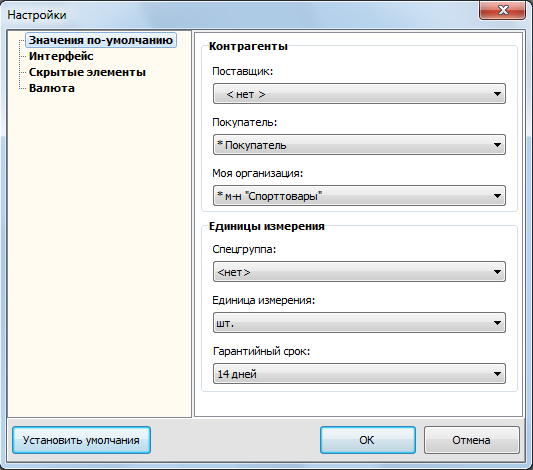 Настройки
Значения по-умолчанию
Интерфейс
Скрытые элементы
Валюта
Контрагенты
Поставщик:
< нет >
Покупатель:
* Покупатель
Моя организация:
* м-н "Спорттовары"
Единицы измерения
Спецгруппа:
<нет>
Единица измерения:
шт.
Гарантийный срок:
14 дней
Установить умолчания
OK
Отмена